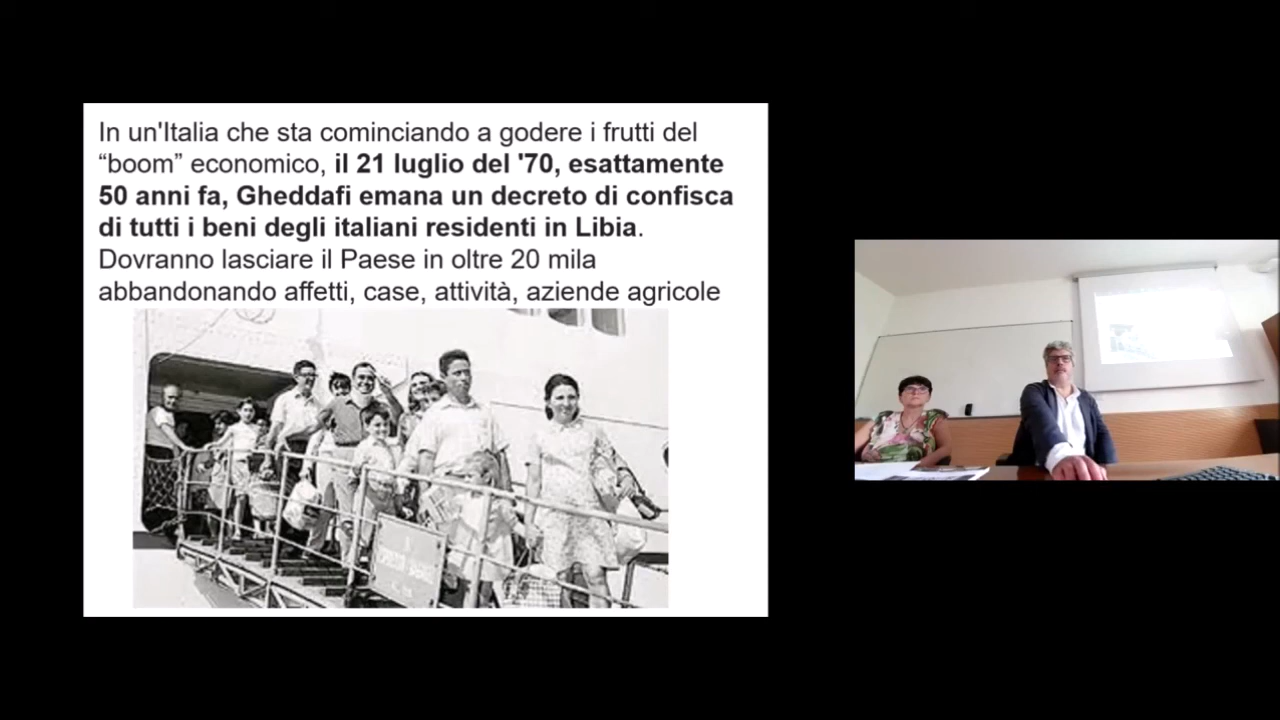 In un'Italia che sta cominciando a godere i frutti del
“boom” economico, il 21 luglio del '70, esattamente
50 anni fa, Gheddafi emana un decreto di confisca
di tutti i beni degli italiani residenti in Libia.
Dovranno lasciare il Paese in oltre 20 mila
abbandonando affetti, case, attività, aziende agricole